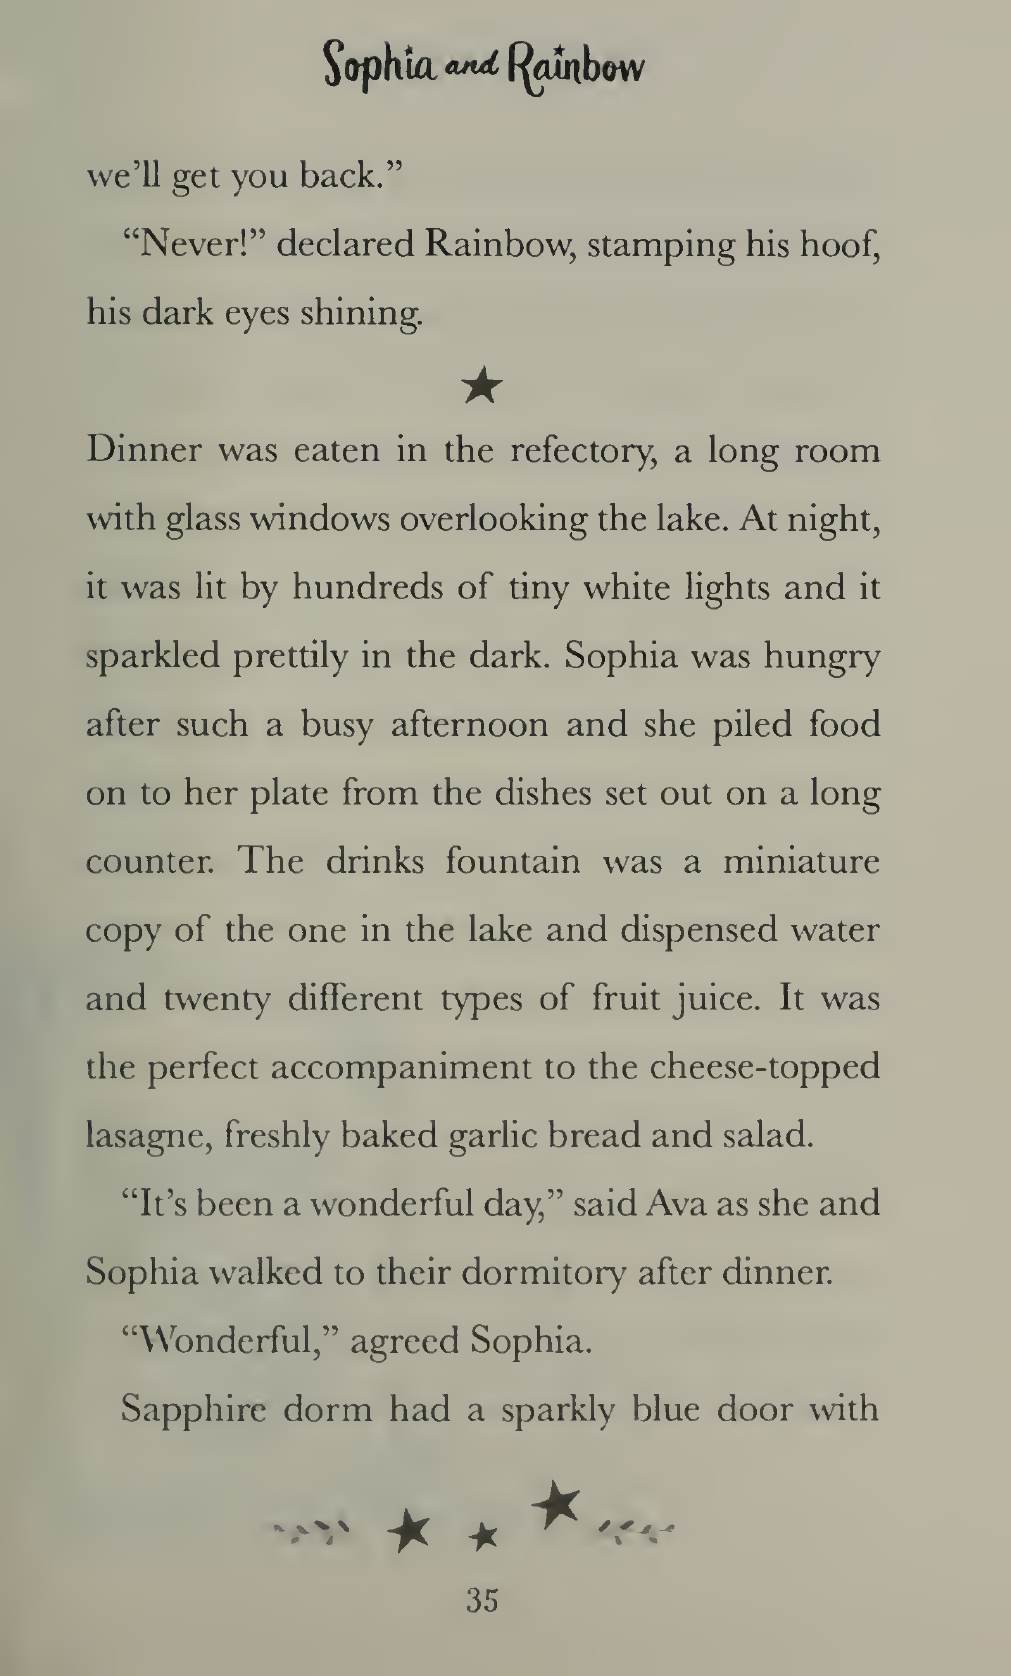 Sophia and Rainbow
we’ll get you back.”
“Never!” declared Rainbow, stamping his hoof,
his dark eyes shining.
Dinner was eaten in the refectory, a long room
with glass windows overlooking the lake. At night,
it was lit by hundreds of tiny white lights and it
sparkled prettily in the dark. Sophia was hungry
after such a busy afternoon and she piled food
on to her plate from the dishes set out on a long
counter. The drinks fountain was a miniature
copy of the one in the lake and dispensed water
and twenty different types of fruit juice. It was
the perfect accompaniment to the cheese-topped
lasagne, freshly baked garlic bread and salad.
“It’s been a wonderful day,” said Ava as she and
Sophia walked to their dormitory after dinner.
“Wonderful,” agreed Sophia.
Sapphire dorm had a sparkly blue door with
35